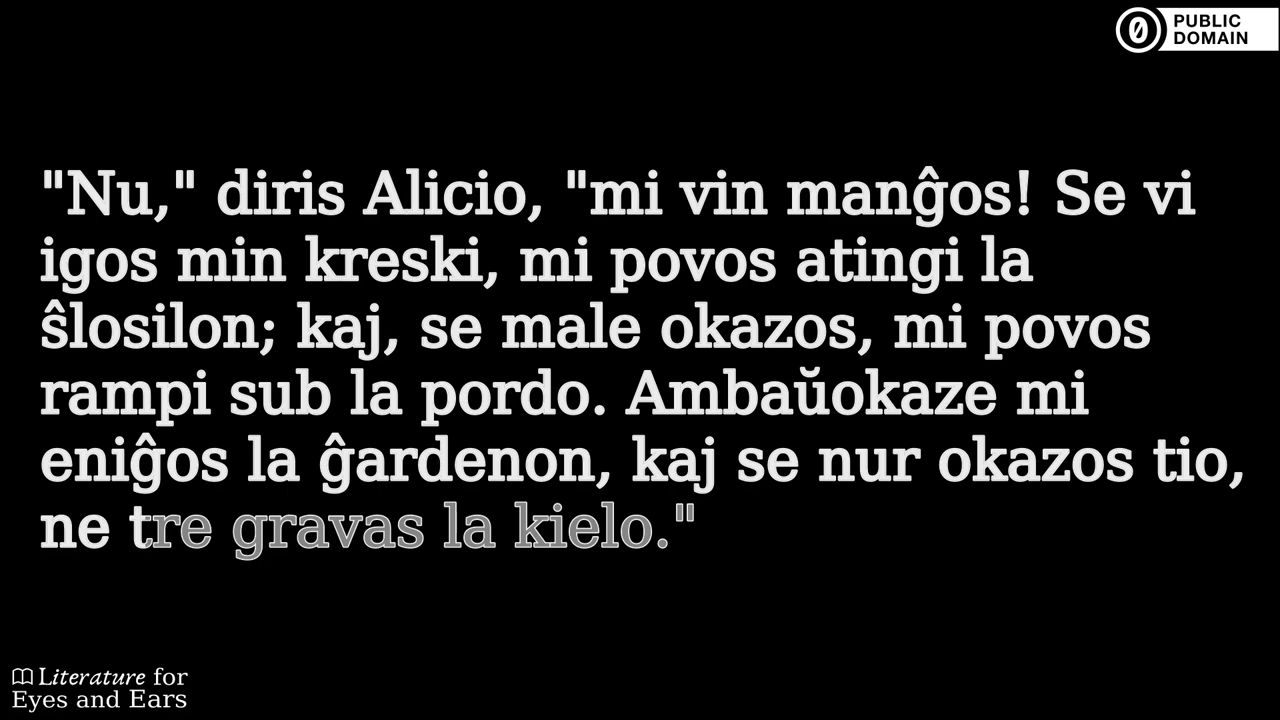 PUBLIC
DOMAIN
"Nu," diris Alicio, "mi vin manĝos! Se vi
igos min kreski, mi povos atingi la
ŝlosilon; kaj, se male okazos, mi povos
rampi sub la pordo. Ambaŭokaze mi
eniĝos la ĝardenon, kaj se nur okazos tio,
ne tre gravas la kielo."
Literature for
Eyes and Ears